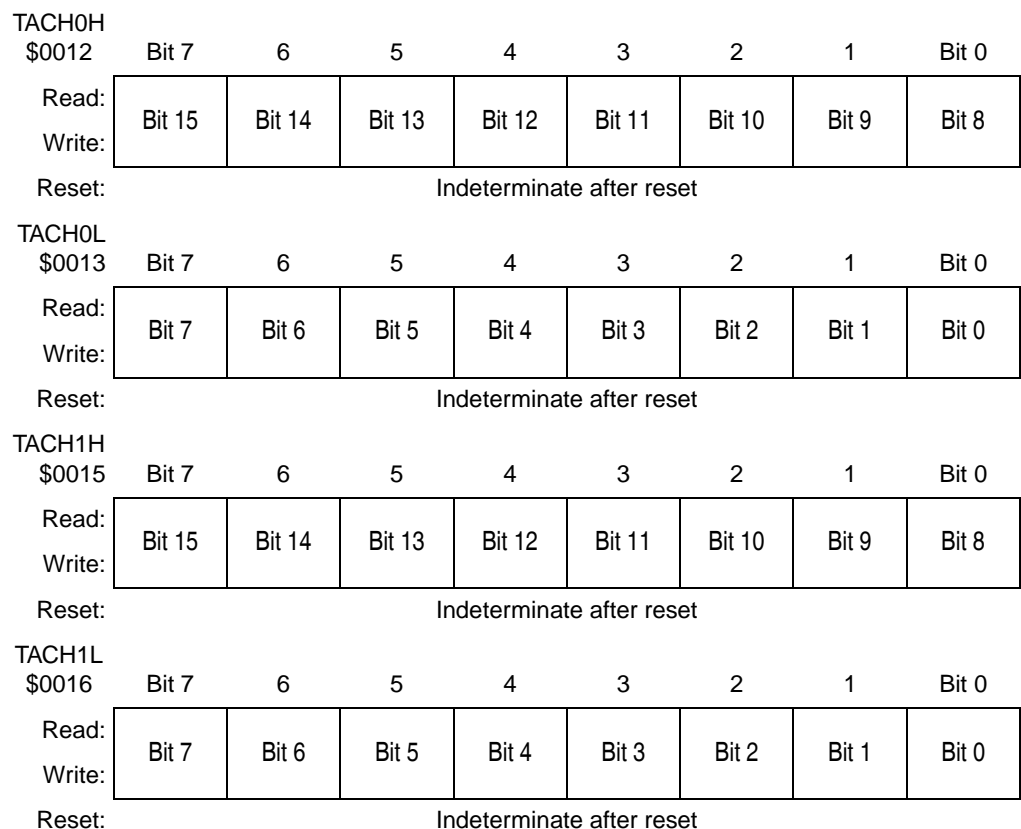 TACH0H
$0012 Bit 7 6 5 4 3 2 1 Bit 0
Read:
Bit 15 Bit 14 Bit 13 Bit 12 Bit 11 Bit 10 Bit 9 Bit 8
Write:
Reset: Indeterminate after reset
TACH0L
$0013 Bit 7 6 5 4 3 2 1 Bit 0
Read:
Bit 7 Bit 6 Bit 5 Bit 4 Bit 3 Bit 2 Bit 1 Bit 0
Write:
Reset: Indeterminate after reset
TACH1H
$0015 Bit 7 6 5 4 3 2 1 Bit 0
Read:
Bit 15 Bit 14 Bit 13 Bit 12 Bit 11 Bit 10 Bit 9 Bit 8
Write:
Reset: Indeterminate after reset
TACH1L
$0016 Bit 7 6 5 4 3 2 1 Bit 0
Read:
Bit 7 Bit 6 Bit 5 Bit 4 Bit 3 Bit 2 Bit 1 Bit 0
Write:
Reset: Indeterminate after reset